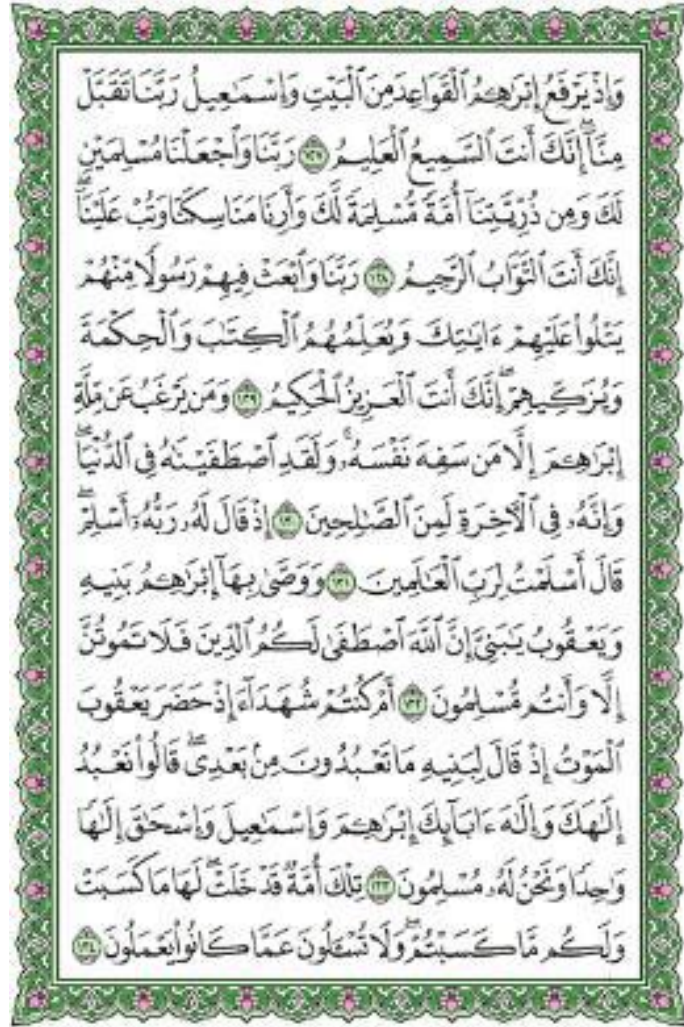 وَإِذْ يَرْفَعُ إِبْرَٰهِـۧمُ ٱلْقَوَاعِدَ مِنَ ٱلْبَيْتِ وَإِسْمَٰعِيلُ رَبَّنَا تَقَبَّلْ
مِنَّآ ۖ إِنَّكَ أَنتَ ٱلسَّمِيعُ ٱلْعَلِيمُ ١٢٧ رَبَّنَا وَٱجْعَلْنَا مُسْلِمَيْنِ
لَكَ وَمِن ذُرِّيَّتِنَآ أُمَّةً مُّسْلِمَةً لَّكَ وَأَرِنَا مَنَاسِكَنَا وَتُبْ عَلَيْنَآ ۖ
إِنَّكَ أَنتَ ٱلتَّوَّابُ ٱلرَّحِيمُ ١٢٨ رَبَّنَا وَٱبْعَثْ فِيهِمْ رَسُولًا مِّنْهُمْ
يَتْلُوا۟ عَلَيْهِمْ ءَايَٰتِكَ وَيُعَلِّمُهُمُ ٱلْكِتَٰبَ وَٱلْحِكْمَةَ
وَيُزَكِّيهِمْ ۚ إِنَّكَ أَنتَ ٱلْعَزِيزُ ٱلْحَكِيمُ ١٢٩ وَمَن يَرْغَبُ عَن مِّلَّةِ
إِبْرَٰهِـۧمَ إِلَّا مَن سَفِهَ نَفْسَهُۥ ۚ وَلَقَدِ ٱصْطَفَيْنَٰهُ فِى ٱلدُّنْيَا ۖ
وَإِنَّهُۥ فِى ٱلْـَٔاخِرَةِ لَمِنَ ٱلصَّٰلِحِينَ ١٣٠ إِذْ قَالَ لَهُۥ رَبُّهُۥٓ أَسْلِمْ ۖ
قَالَ أَسْلَمْتُ لِرَبِّ ٱلْعَٰلَمِينَ ١٣١ وَوَصَّىٰ بِهَآ إِبْرَٰهِـۧمُ بَنِيهِ
وَيَعْقُوبُ يَٰبَنِىَّ إِنَّ ٱللَّهَ ٱصْطَفَىٰ لَكُمُ ٱلدِّينَ فَلَا تَمُوتُنَّ
إِلَّا وَأَنتُم مُّسْلِمُونَ ١٣٢ أَمْ كُنتُمْ شُهَدَآءَ إِذْ حَضَرَ يَعْقُوبَ
ٱلْمَوْتُ إِذْ قَالَ لِبَنِيهِ مَا تَعْبُدُونَ مِنۢ بَعْدِى ۖ قَالُوا۟ نَعْبُدُ
إِلَٰهَكَ وَإِلَٰهَ ءَابَآئِكَ إِبْرَٰهِـۧمَ وَإِسْمَٰعِيلَ وَإِسْحَٰقَ إِلَٰهًا
وَٰحِدًا وَنَحْنُ لَهُۥ مُسْلِمُونَ ١٣٣ تِلْكَ أُمَّةٌ قَدْ خَلَتْ ۖ لَهَا مَا كَسَبَتْ
وَلَكُم مَّا كَسَبْتُمْ ۖ وَلَا تُسْـَٔلُونَ عَمَّا كَانُوا۟ يَعْمَلُونَ ١٣٤